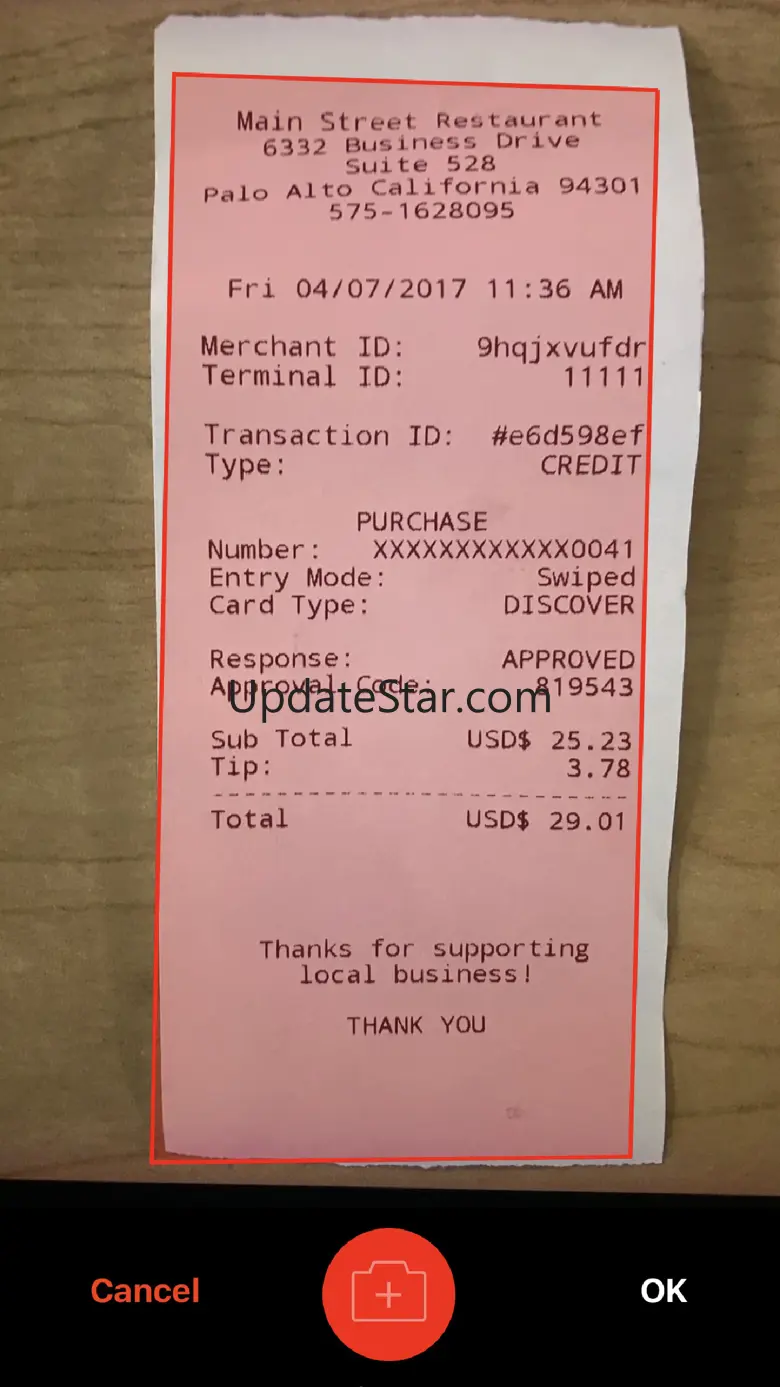 Main Street Restaurant
6332 Business Drive
Suite 528
Palo Alto California 94301
575-1628095
Fri 04/07/2017 11:36 AM
Merchant ID: 9hqjxvufdr
Terminal ID: 11111
Transaction ID: #e6d598ef
Type: CREDIT
PURCHASE
Number: XXXXXXXXXXXX0041
Entry Mode: Swiped
Card Type: DISCOVER
Response: APPROVED
Approval Code: 819543
UpdateStar.com
Sub Total USD$ 25.23
Tip: 3.78
Total USD$ 29.01
Thanks for supporting
local business!
THANK YOU
Cancel OK